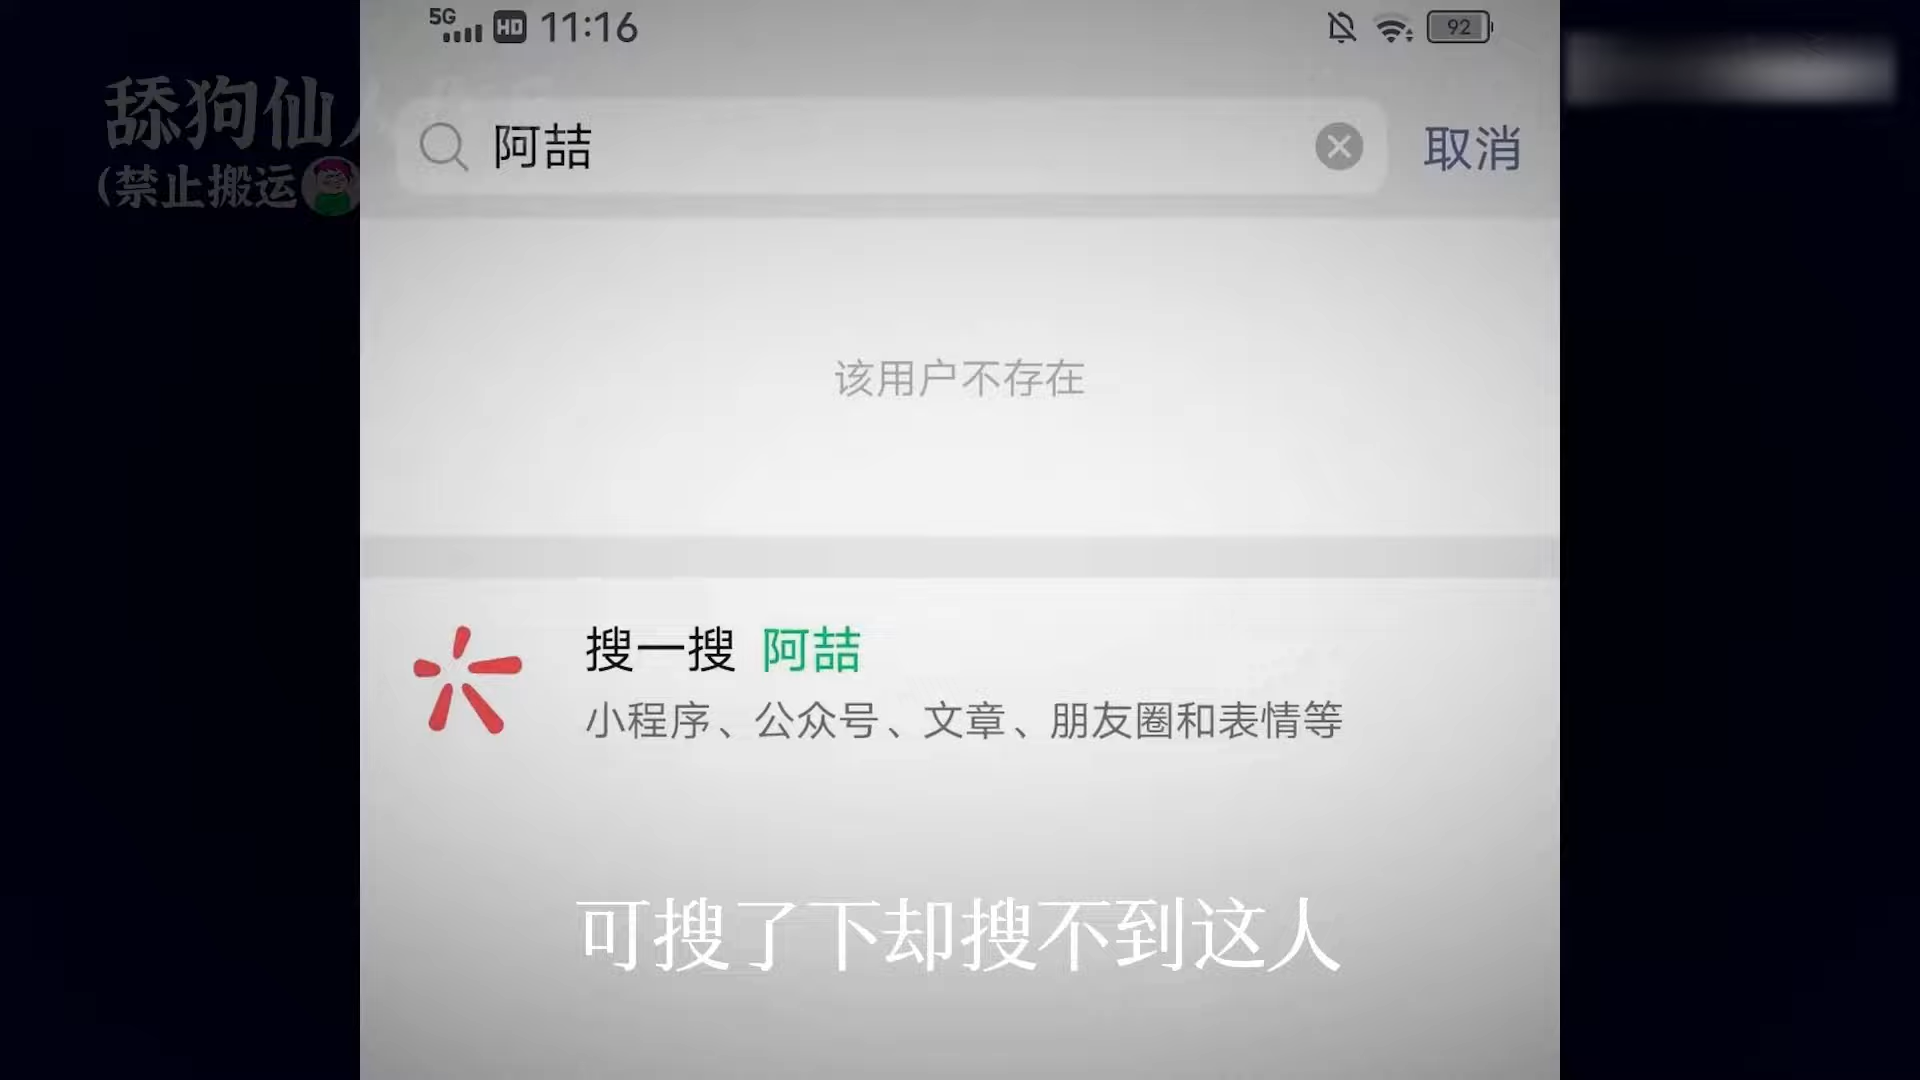 5G HD 11:16 92
舔狗仙
(禁止搬运
阿喆 取消
该用户不存在
搜一搜 阿喆
小程序、公众号、文章、朋友圈和表情等
可搜了下却搜不到这人